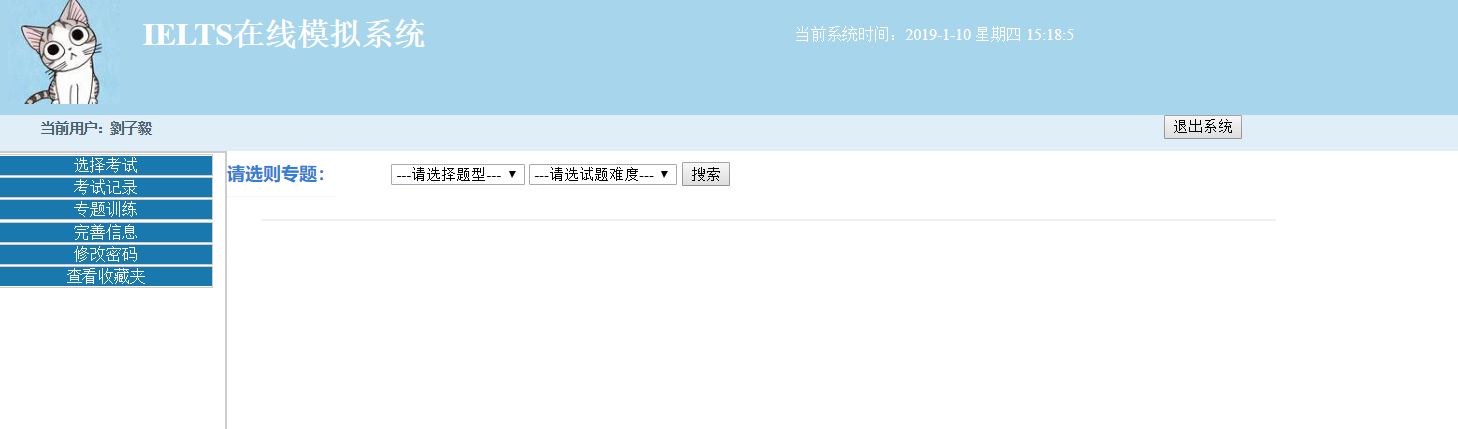 IELTS在线模拟系统
当前系统时间：2019-1-10 星期四 15:18:5
当前用户：劉子毅
退出系统
选择考试
考试记录
专题训练
完善信息
修改密码
查看收藏夹
请选则专题：
---请选择题型---
---请选试题难度---
搜索